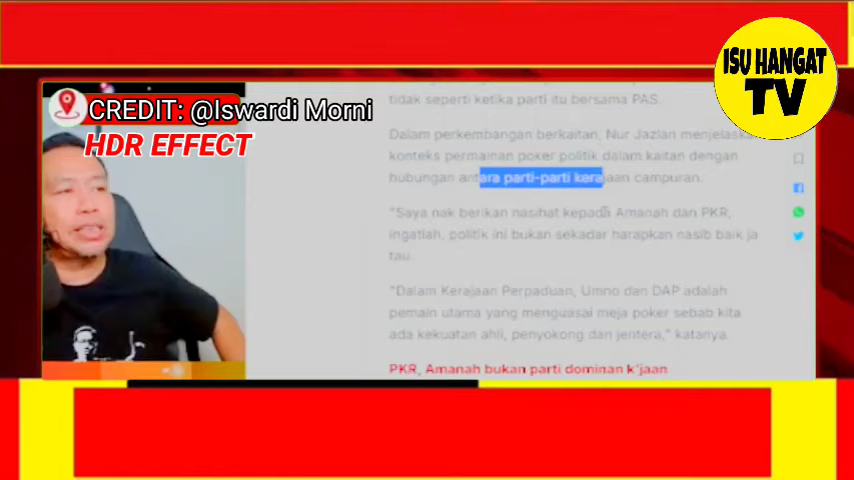 ISU HANGAT
TV
CREDIT: @Iswardi Morni
HDR EFFECT
tidak seperti ketika parti itu bersama PAS.
Dalam perkembangan berkaitan, Nur Jazlan menjelaskan
konteks permainan poker politik dalam kaitan dengan
hubungan antara parti-parti kerajaan campuran.
"Saya nak berikan nasihat kepada Amanah dan PKR,
ingatlah, politik ini bukan sekadar harapkan nasib baik ja
tau.
"Dalam Kerajaan Perpaduan, Umno dan DAP adalah
pemain utama yang menguasai meja poker sebab kita
ada kekuatan ahli, penyokong dan jentera," katanya.
PKR, Amanah bukan parti dominan k'jaan